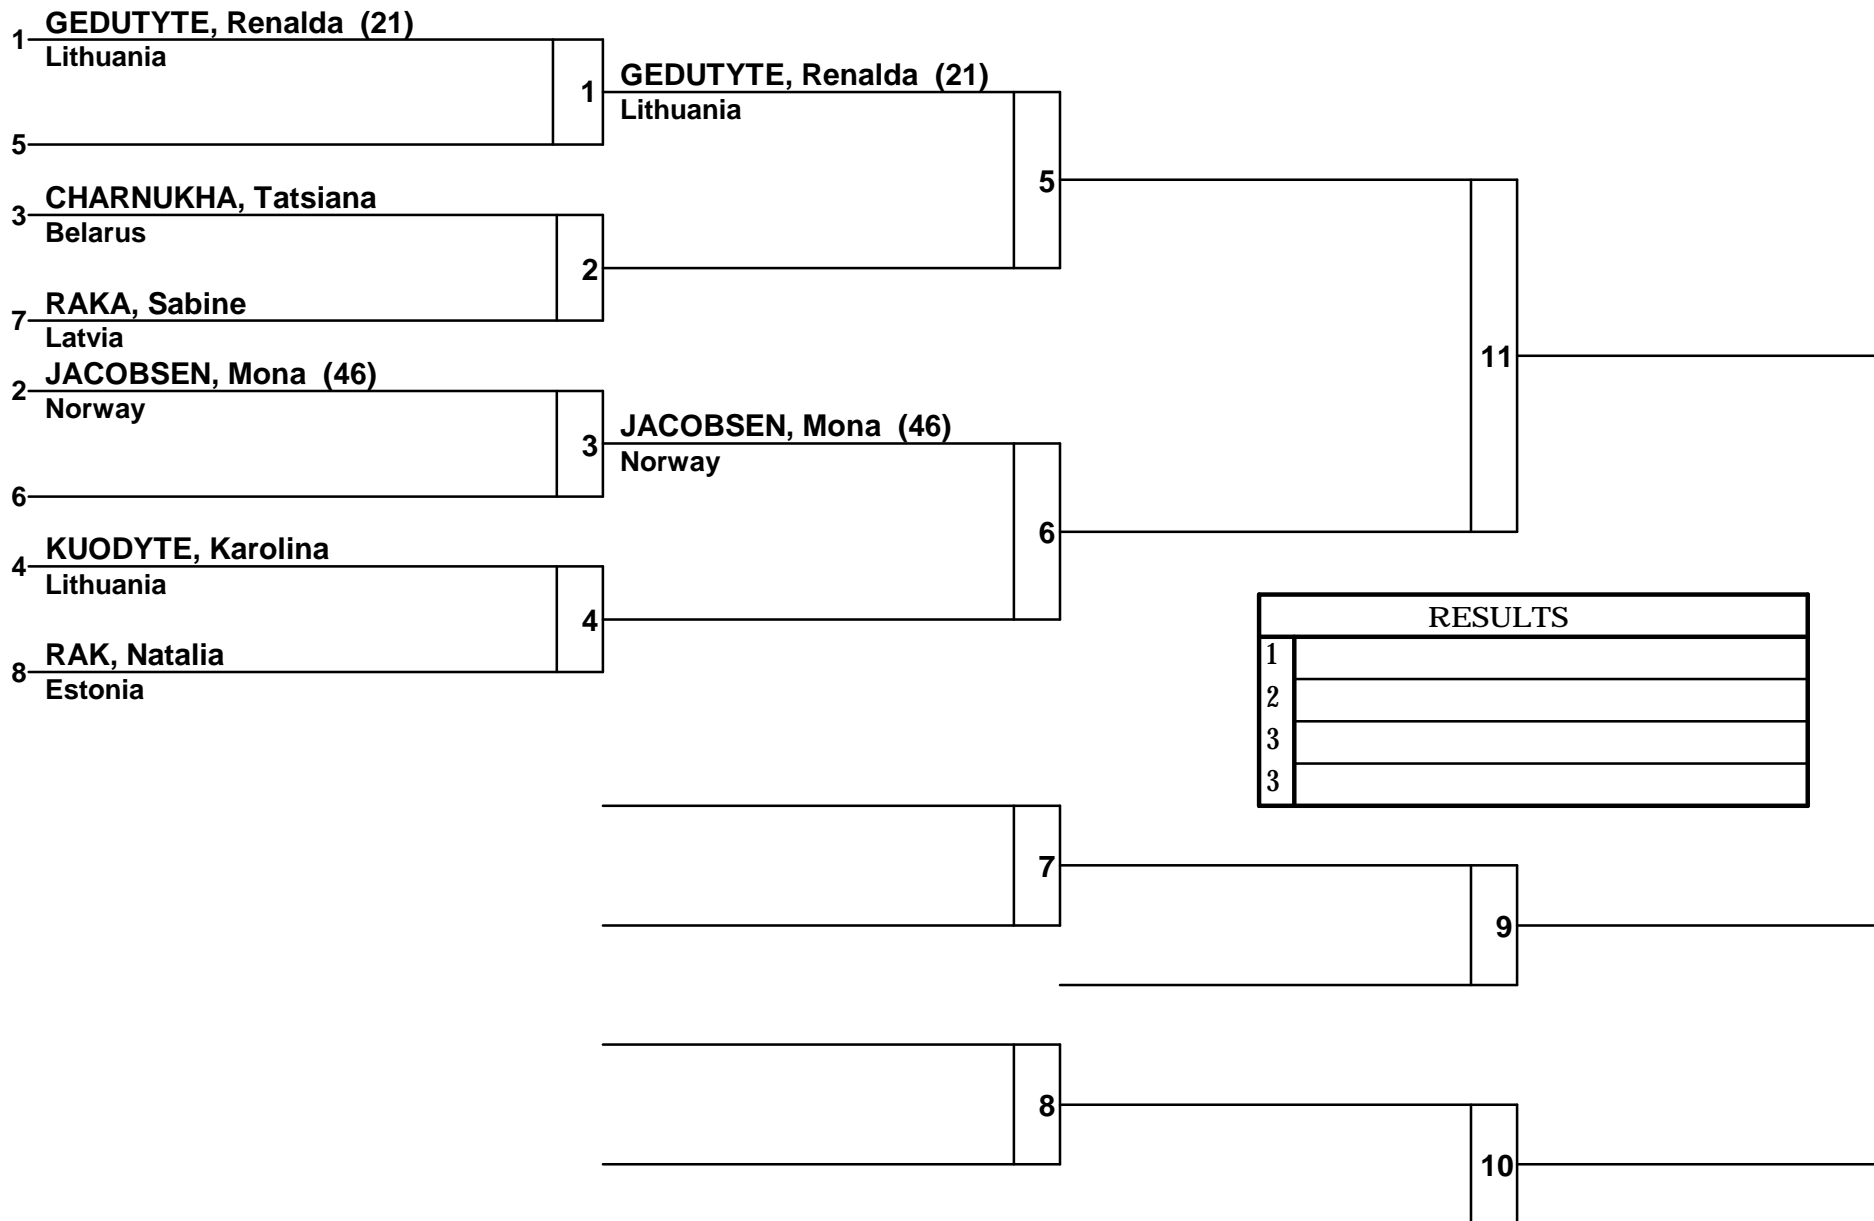 1 GEDUTYTE, Renalda (21)
Lithuania
1
GEDUTYTE, Renalda (21)
Lithuania
5
5
3 CHARNUKHA, Tatsiana
Belarus
2
7 RAKA, Sabine
Latvia
11
2 JACOBSEN, Mona (46)
Norway
3
JACOBSEN, Mona (46)
Norway
6
6
4 KUODYTE, Karolina
Lithuania
4
8 RAK, Natalia
Estonia
RESULTS
1
2
3
3
7
9
8
10